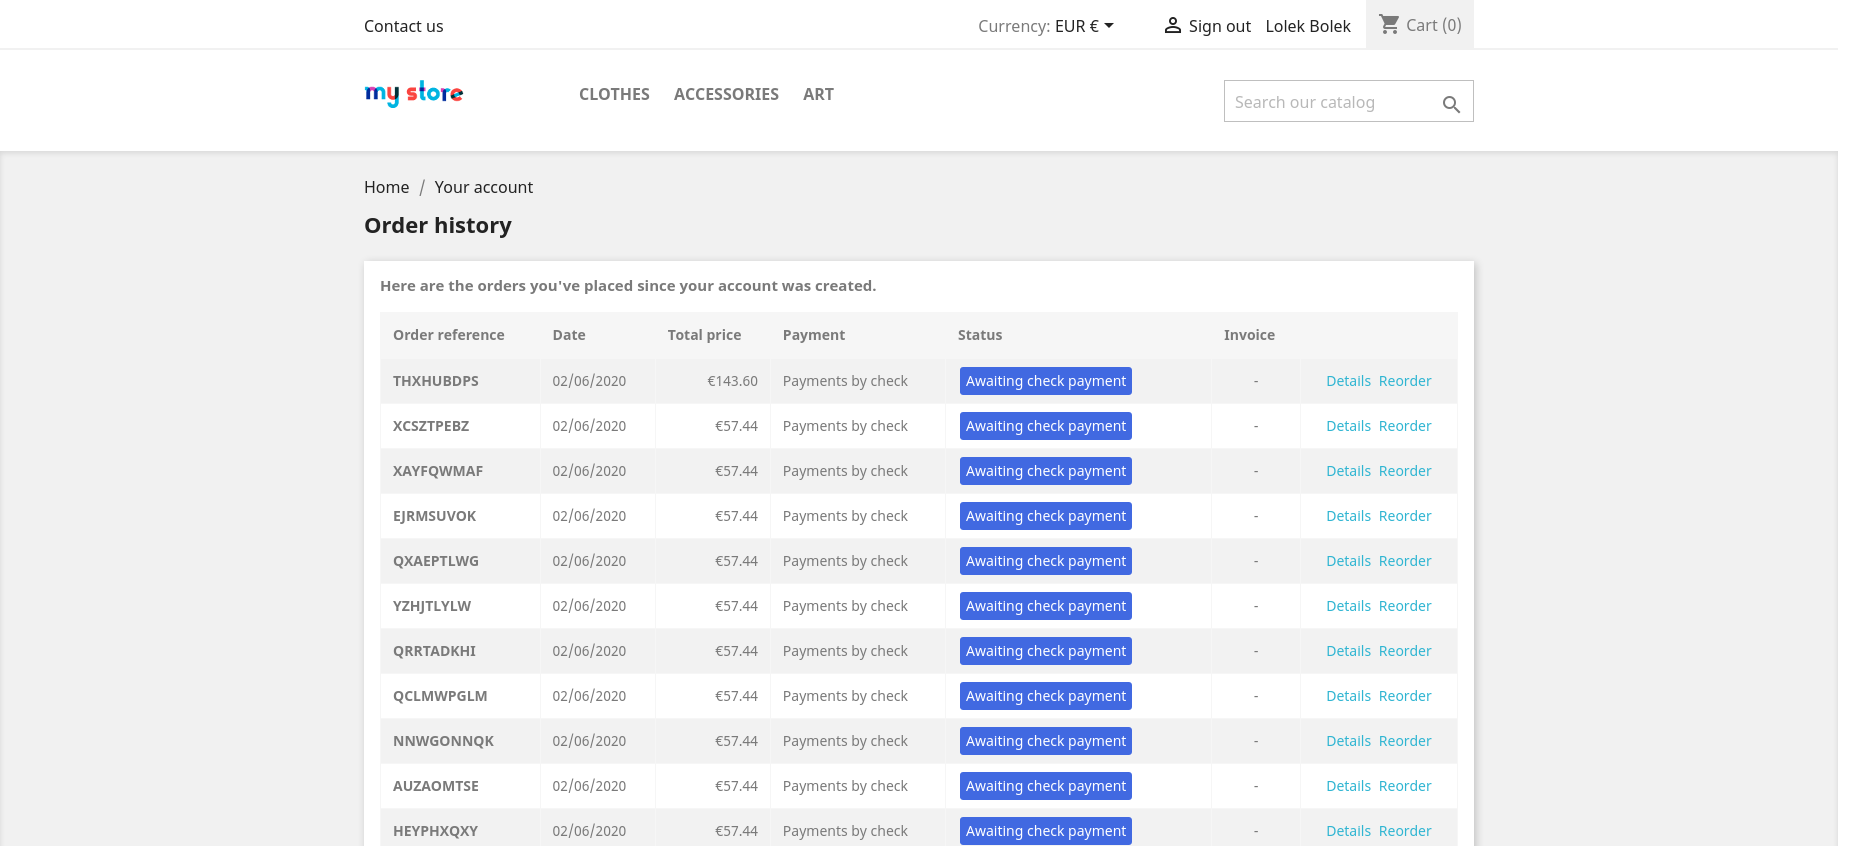 Contact us
Currency: EUR €
Sign out Lolek Bolek
Cart (0)
my store
CLOTHES ACCESSORIES ART
Search our catalog
Home / Your account
Order history
Here are the orders you've placed since your account was created.
Order reference Date Total price Payment Status Invoice
THXHUBDPS 02/06/2020 €143.60 Payments by check Awaiting check payment - Details Reorder
XCSZTPEBZ 02/06/2020 €57.44 Payments by check Awaiting check payment - Details Reorder
XAYFQWMAF 02/06/2020 €57.44 Payments by check Awaiting check payment - Details Reorder
EJRMSUVOK 02/06/2020 €57.44 Payments by check Awaiting check payment - Details Reorder
QXAEPTLWG 02/06/2020 €57.44 Payments by check Awaiting check payment - Details Reorder
YZHJTLYLW 02/06/2020 €57.44 Payments by check Awaiting check payment - Details Reorder
QRRTADKHI 02/06/2020 €57.44 Payments by check Awaiting check payment - Details Reorder
QCLMWPGLM 02/06/2020 €57.44 Payments by check Awaiting check payment - Details Reorder
NNWGONNQK 02/06/2020 €57.44 Payments by check Awaiting check payment - Details Reorder
AUZAOMTSE 02/06/2020 €57.44 Payments by check Awaiting check payment - Details Reorder
HEYPHXQXY 02/06/2020 €57.44 Payments by check Awaiting check payment - Details Reorder